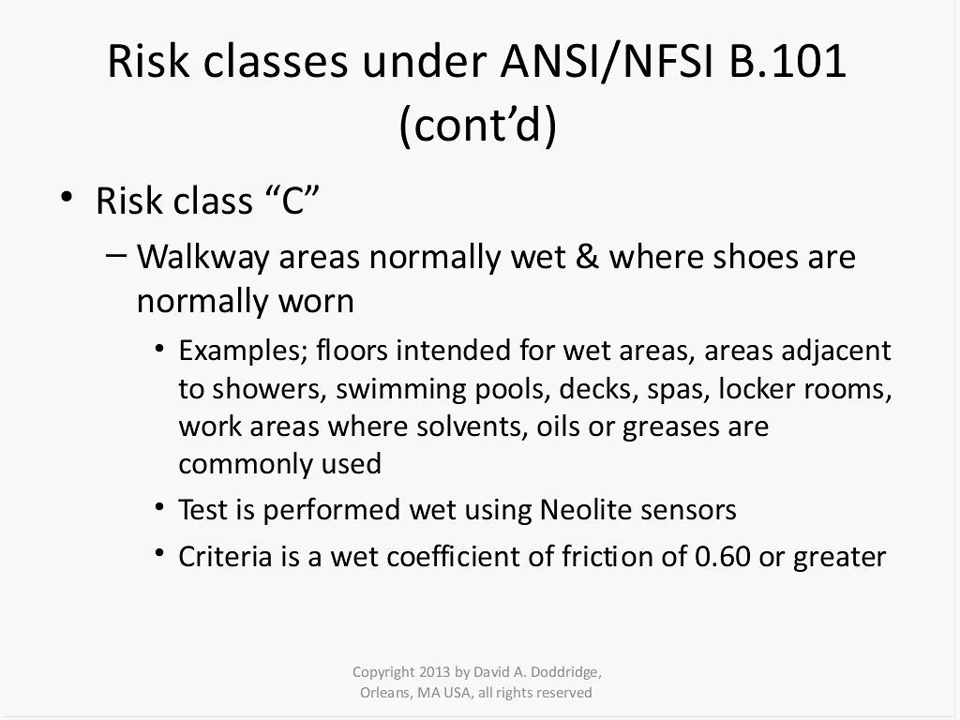 Risk classes under ANSI/NFSI B.101
(cont’d)
• Risk class “C”
– Walkway areas normally wet & where shoes are
normally worn
• Examples; floors intended for wet areas, areas adjacent
to showers, swimming pools, decks, spas, locker rooms,
work areas where solvents, oils or greases are
commonly used
• Test is performed wet using Neolite sensors
• Criteria is a wet coefficient of friction of 0.60 or greater
Copyright 2013 by David A. Doddridge,
Orleans, MA USA, all rights reserved